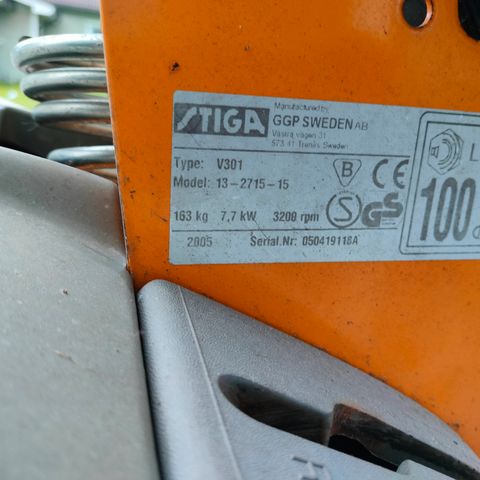 STIGA
Manufactured by
GGP SWEDEN AB
Västra vägen 31
573 41 Tranås Sweden
Type: V301
Model: 13-2715-15
B CE
163 kg 7,7 kW 3200 rpm
S GS
2005 Serial.Nr: 050419118A
L
100